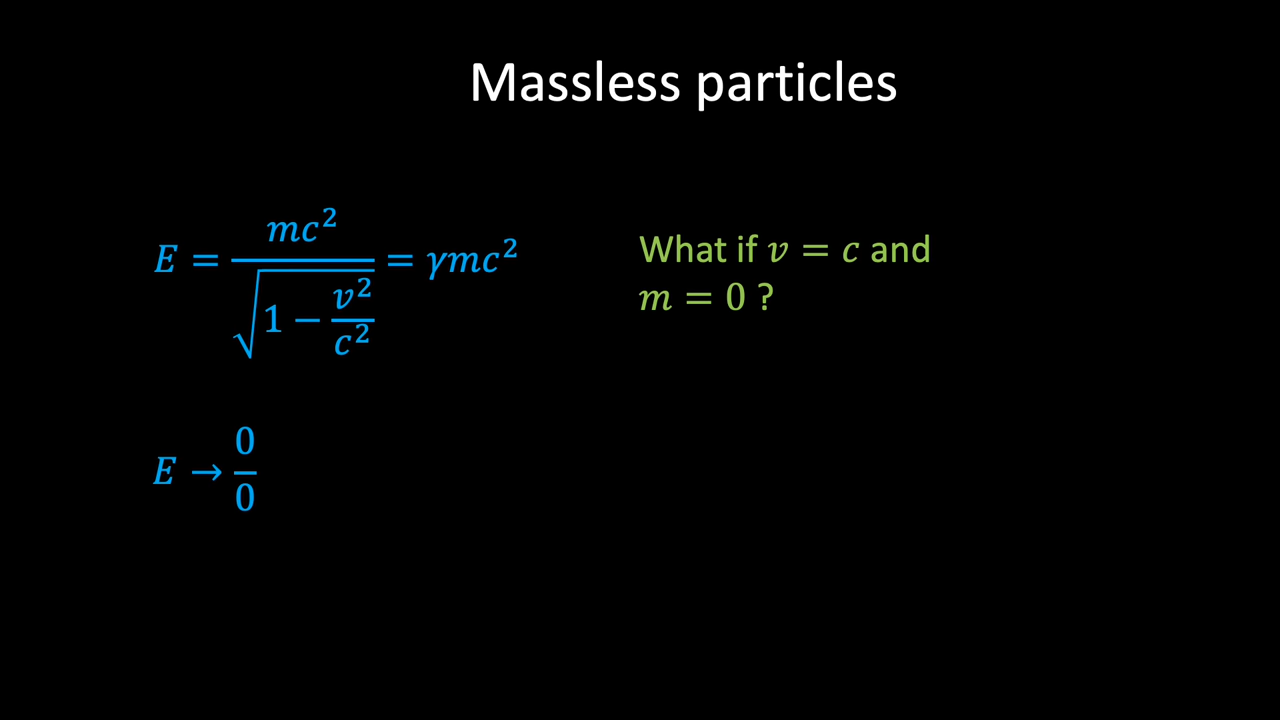 Massless particles
E = mc² / √(1 − v²/c²) = γmc²
What if v = c and
m = 0 ?
E → 0/0